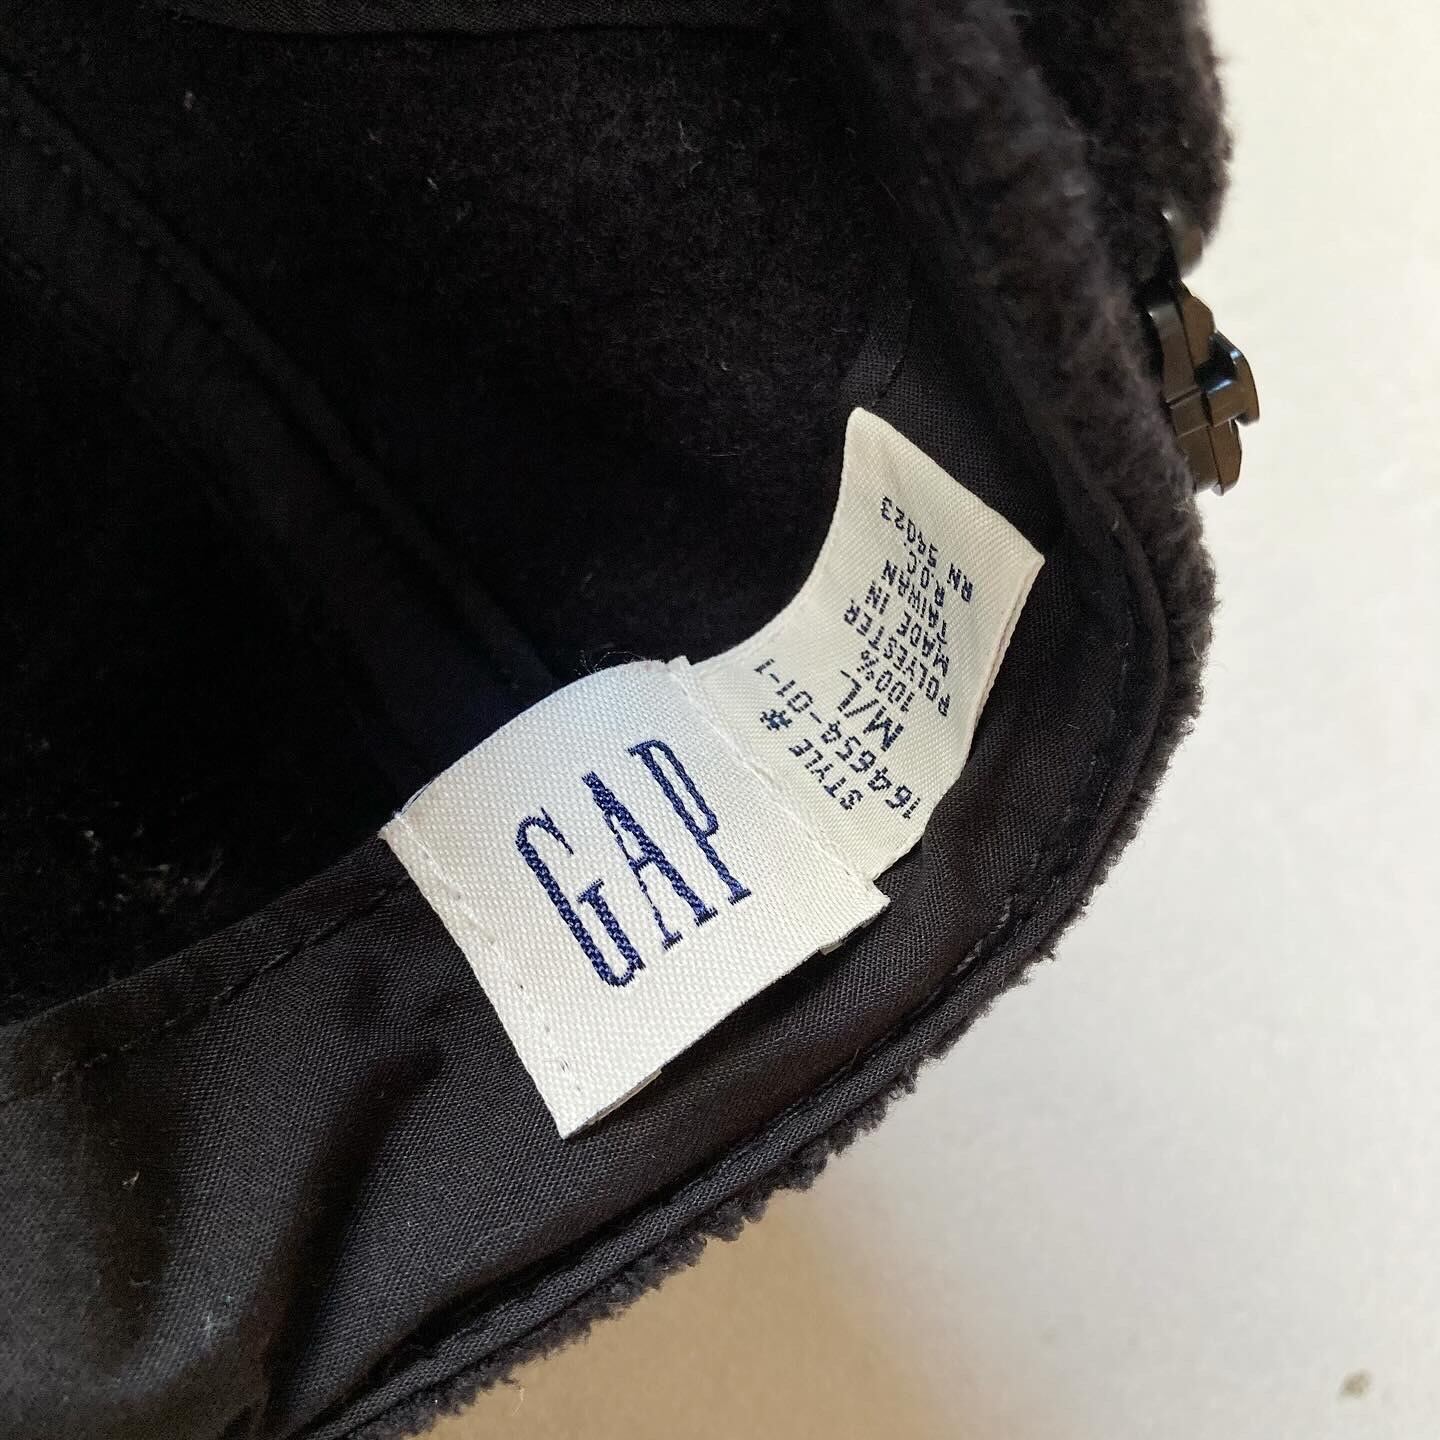 GAP
STYLE #
164654-01-1
M/L
100%
POLYESTER
MADE IN
TAIWAN
R.O.C.
RN 54023